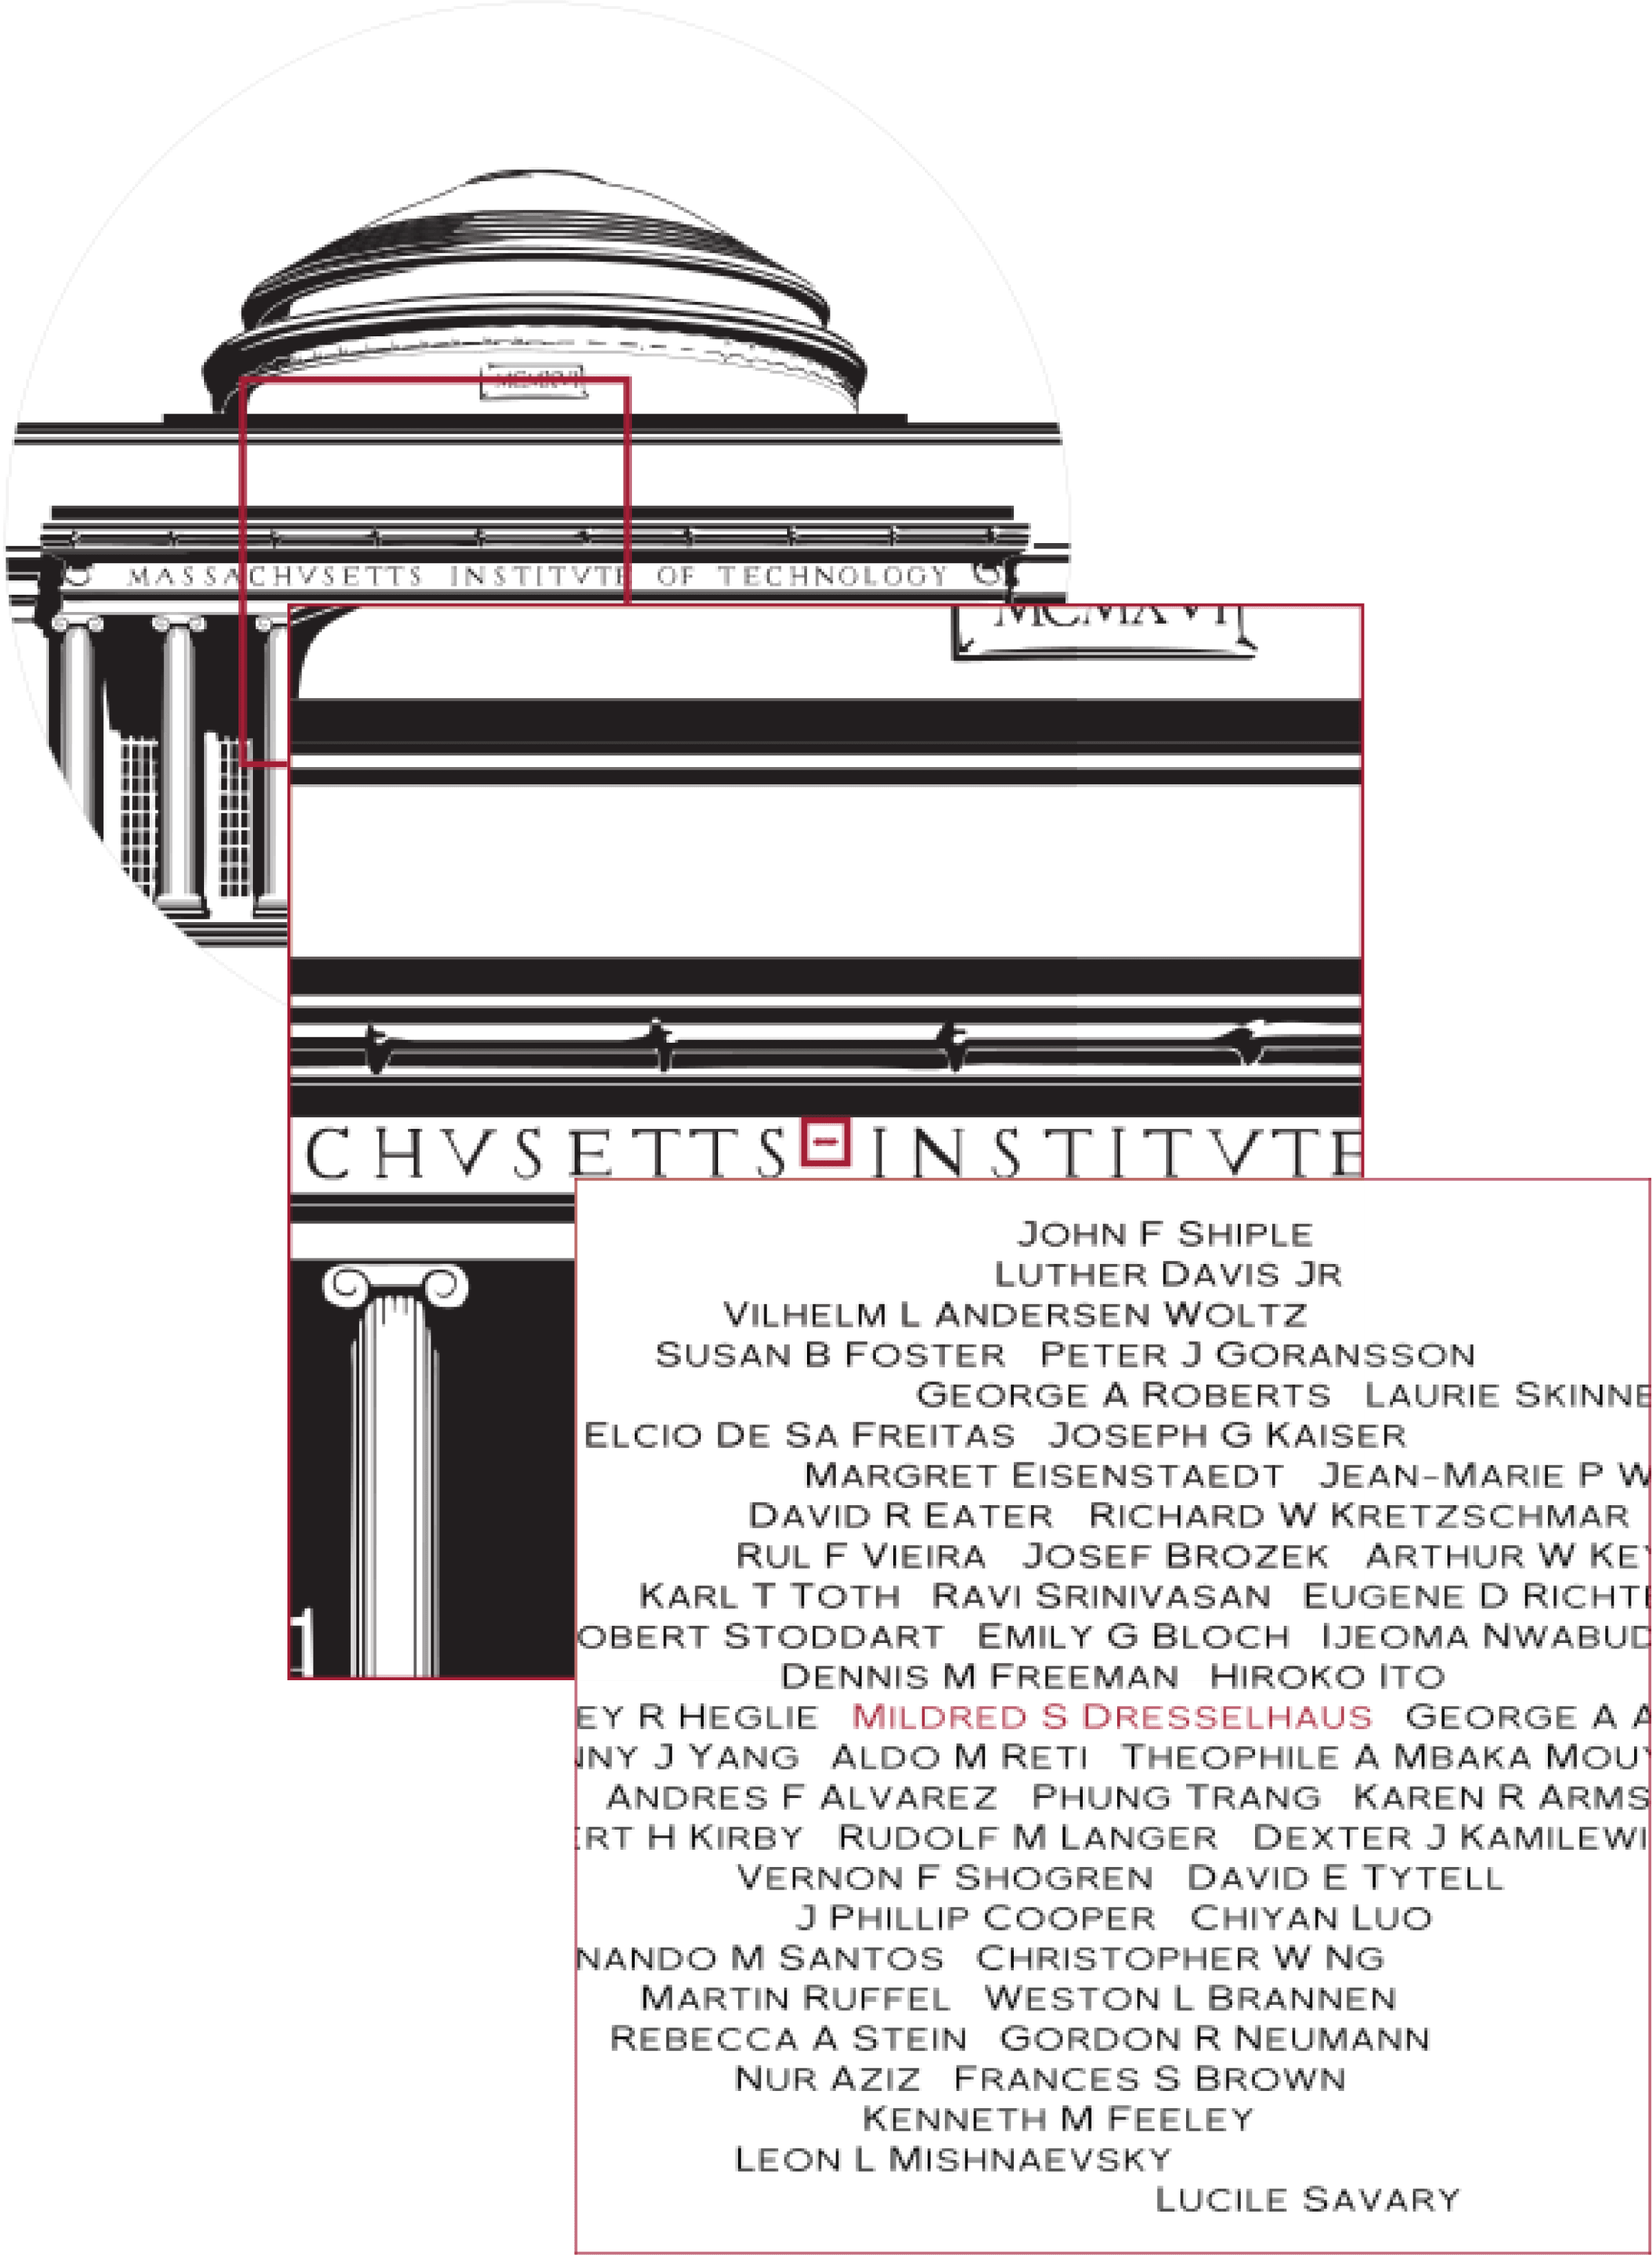 MCMXVI
MASSACHVSETTS INSTITVTE OF TECHNOLOGY
MCMXVI
CHVSETTS INSTITVTE
JOHN F SHIPLE
LUTHER DAVIS JR
VILHELM L ANDERSEN WOLTZ
SUSAN B FOSTER PETER J GORANSSON
GEORGE A ROBERTS LAURIE SKINNE
ELCIO DE SA FREITAS JOSEPH G KAISER
MARGRET EISENSTAEDT JEAN-MARIE P W
DAVID R EATER RICHARD W KRETZSCHMAR
RUL F VIEIRA JOSEF BROZEK ARTHUR W KEY
KARL T TOTH RAVI SRINIVASAN EUGENE D RICHTE
OBERT STODDART EMILY G BLOCH IJEOMA NWABUD
DENNIS M FREEMAN HIROKO ITO
EY R HEGLIE MILDRED S DRESSELHAUS GEORGE A A
NNY J YANG ALDO M RETI THEOPHILE A MBAKA MOUY
ANDRES F ALVAREZ PHUNG TRANG KAREN R ARMS
ERT H KIRBY RUDOLF M LANGER DEXTER J KAMILEWI
VERNON F SHOGREN DAVID E TYTELL
J PHILLIP COOPER CHIYAN LUO
NANDO M SANTOS CHRISTOPHER W NG
MARTIN RUFFEL WESTON L BRANNEN
REBECCA A STEIN GORDON R NEUMANN
NUR AZIZ FRANCES S BROWN
KENNETH M FEELEY
LEON L MISHNAEVSKY
LUCILE SAVARY